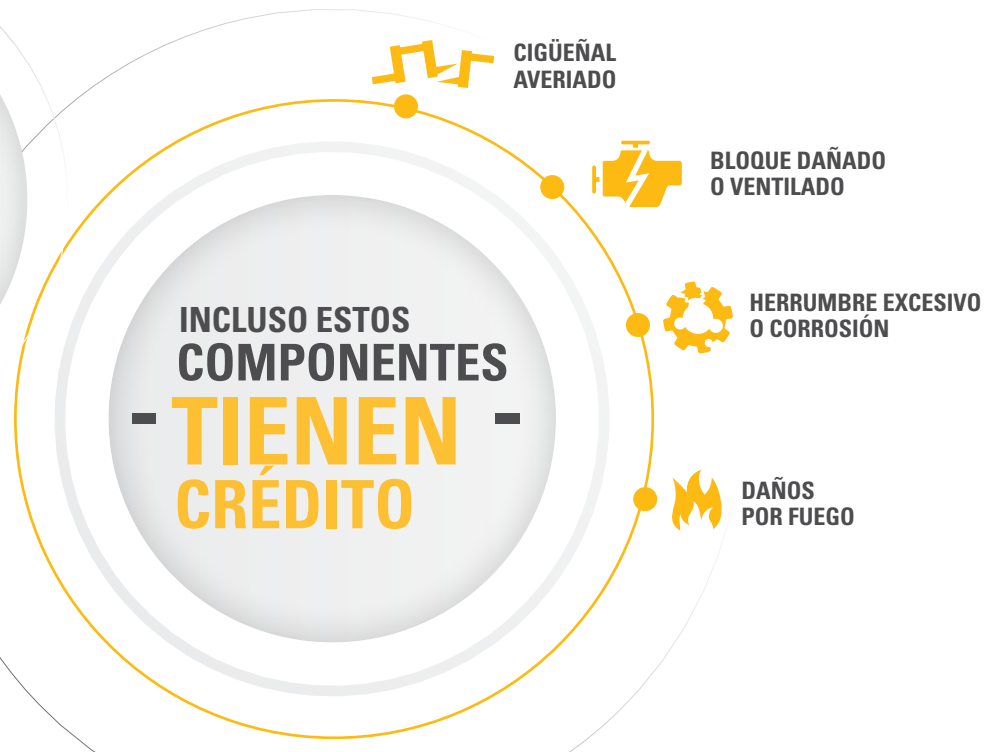 CIGÜEÑAL
AVERIADO
BLOQUE DAÑADO
O VENTILADO
HERRUMBRE EXCESIVO
O CORROSIÓN
DAÑOS
POR FUEGO
INCLUSO ESTOS
COMPONENTES
- TIENEN -
CRÉDITO